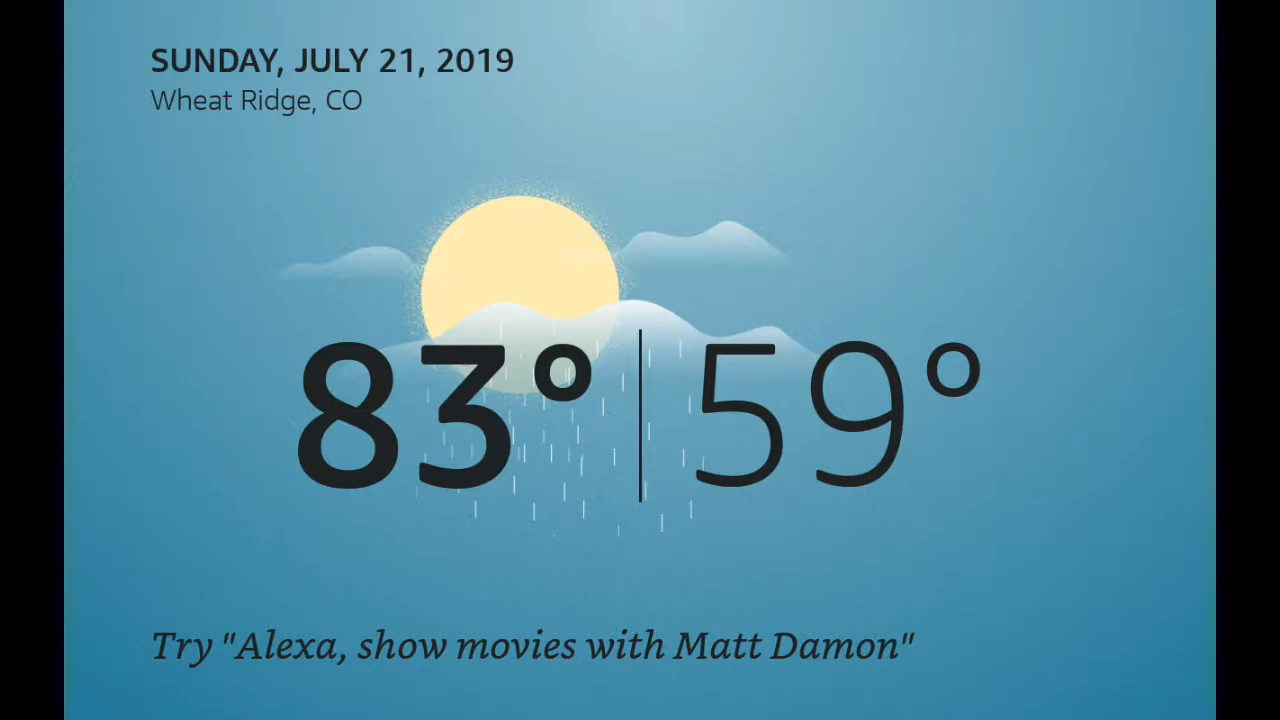 SUNDAY, JULY 21, 2019
Wheat Ridge, CO
83° 59°
Try "Alexa, show movies with Matt Damon"